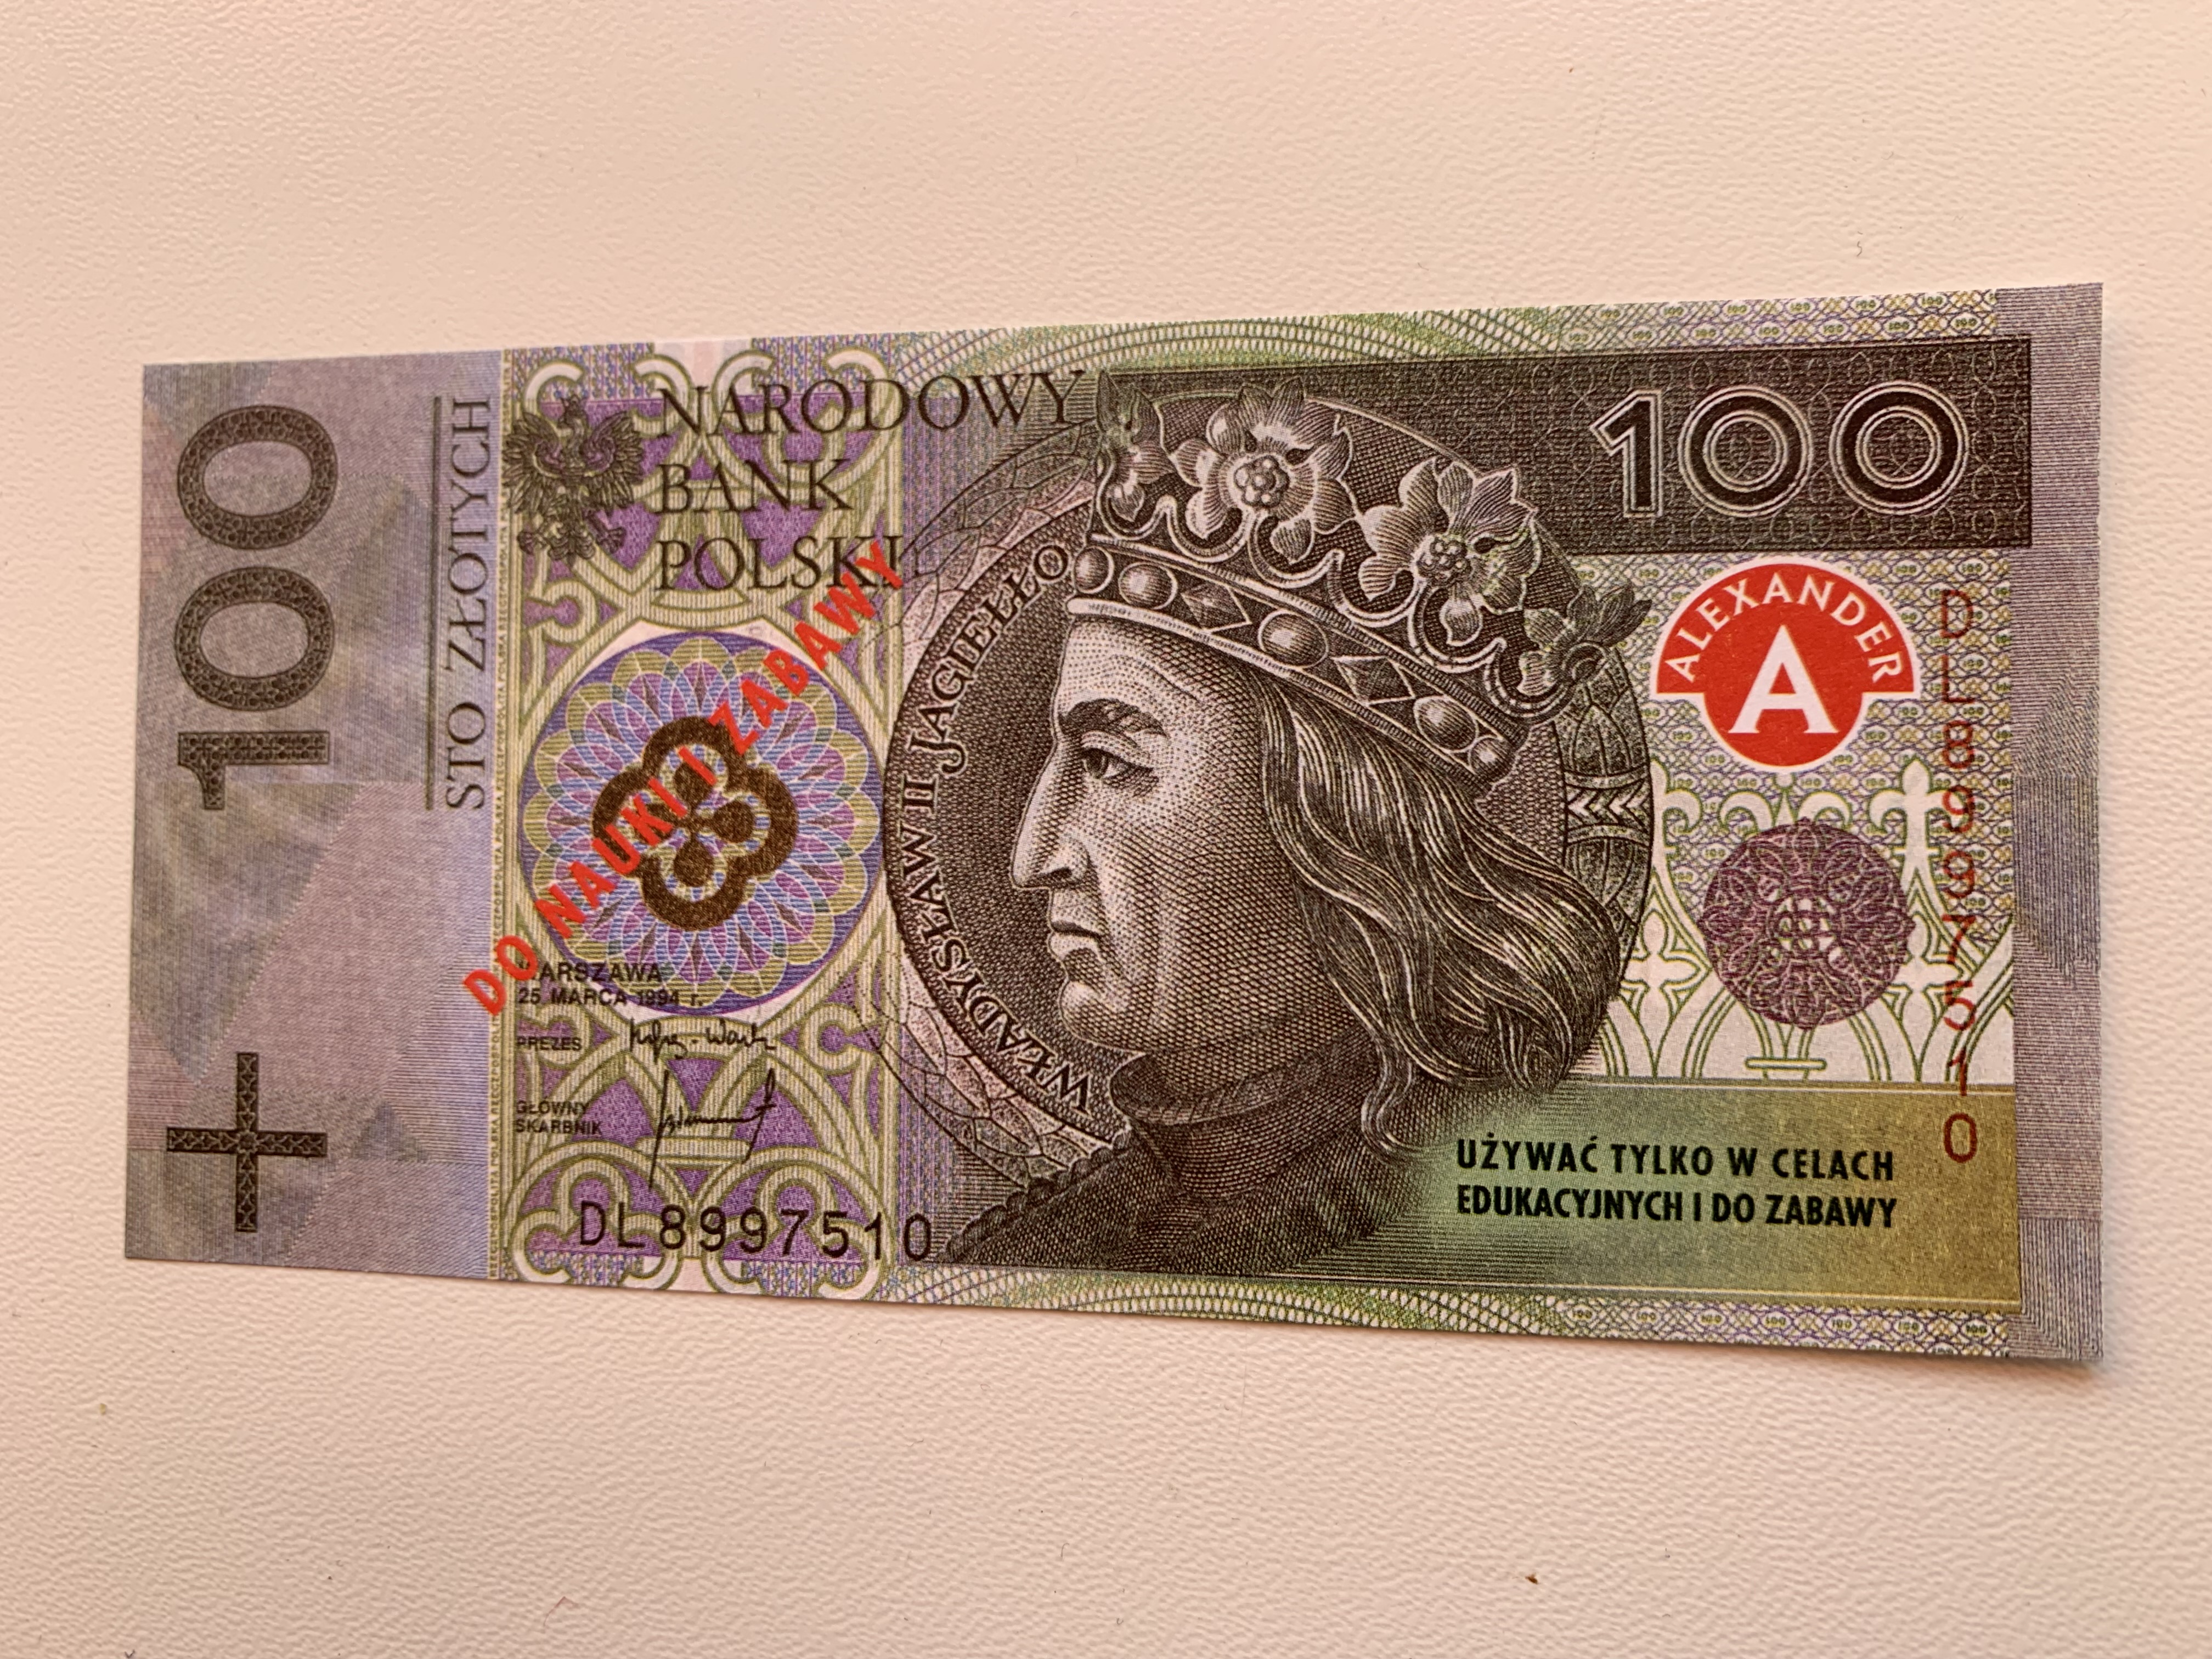 100
STO ZŁOTYCH
RZECZPOSPOLITA POLSKA RZECZPOSPOLITA POLSKA RZECZPOSPOLITA POLSKA
NARODOWY
BANK
POLSKI
DO NAUKI I ZABAWY
WARSZAWA
25 MARCA 1994 r.
PREZES
GŁÓWNY
SKARBNIK
DL 8997510
WŁADYSŁAW II JAGIEŁŁO
100
ALEXANDER
A
DL8997510
UŻYWAĆ TYLKO W CELACH
EDUKACYJNYCH I DO ZABAWY